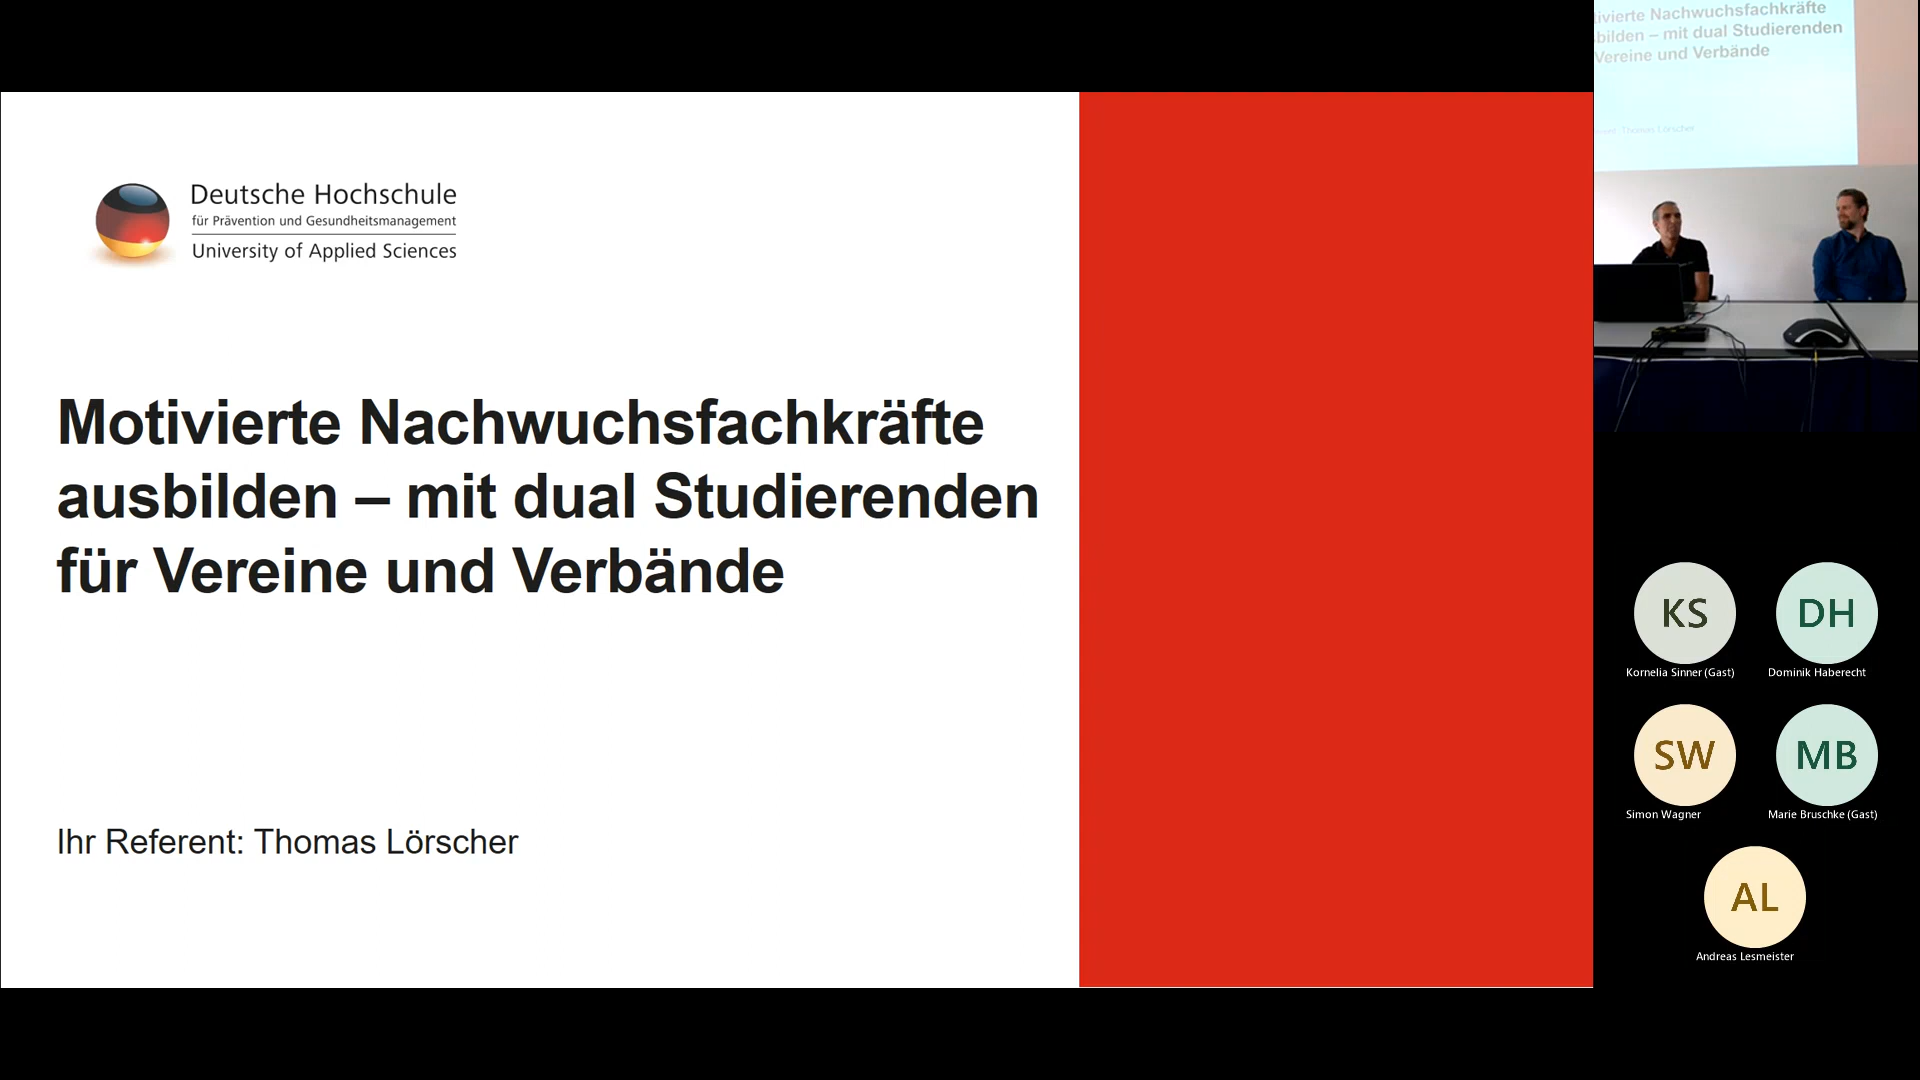 Deutsche Hochschule
für Prävention und Gesundheitsmanagement
University of Applied Sciences
Motivierte Nachwuchsfachkräfte
ausbilden – mit dual Studierenden
für Vereine und Verbände
Ihr Referent: Thomas Lörscher
Nachwuchsfachkräfte
– mit dual Studierenden
Vereine und Verbände
Thomas Lörscher
KS
Kornelia Sinner (Gast)
DH
Dominik Haberecht
SW
Simon Wagner
MB
Marie Bruschke (Gast)
AL
Andreas Lesmeister